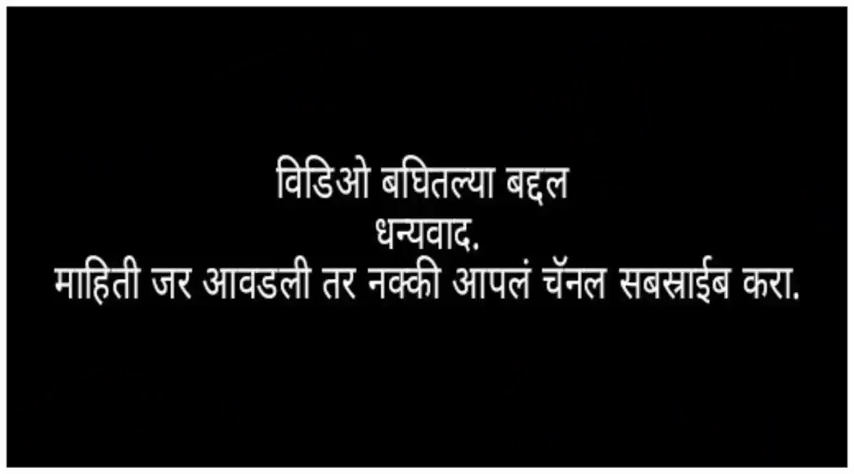 विडिओ बघितल्या बद्दल
धन्यवाद.
माहिती जर आवडली तर नक्की आपलं चॅनल सबस्राईब करा.